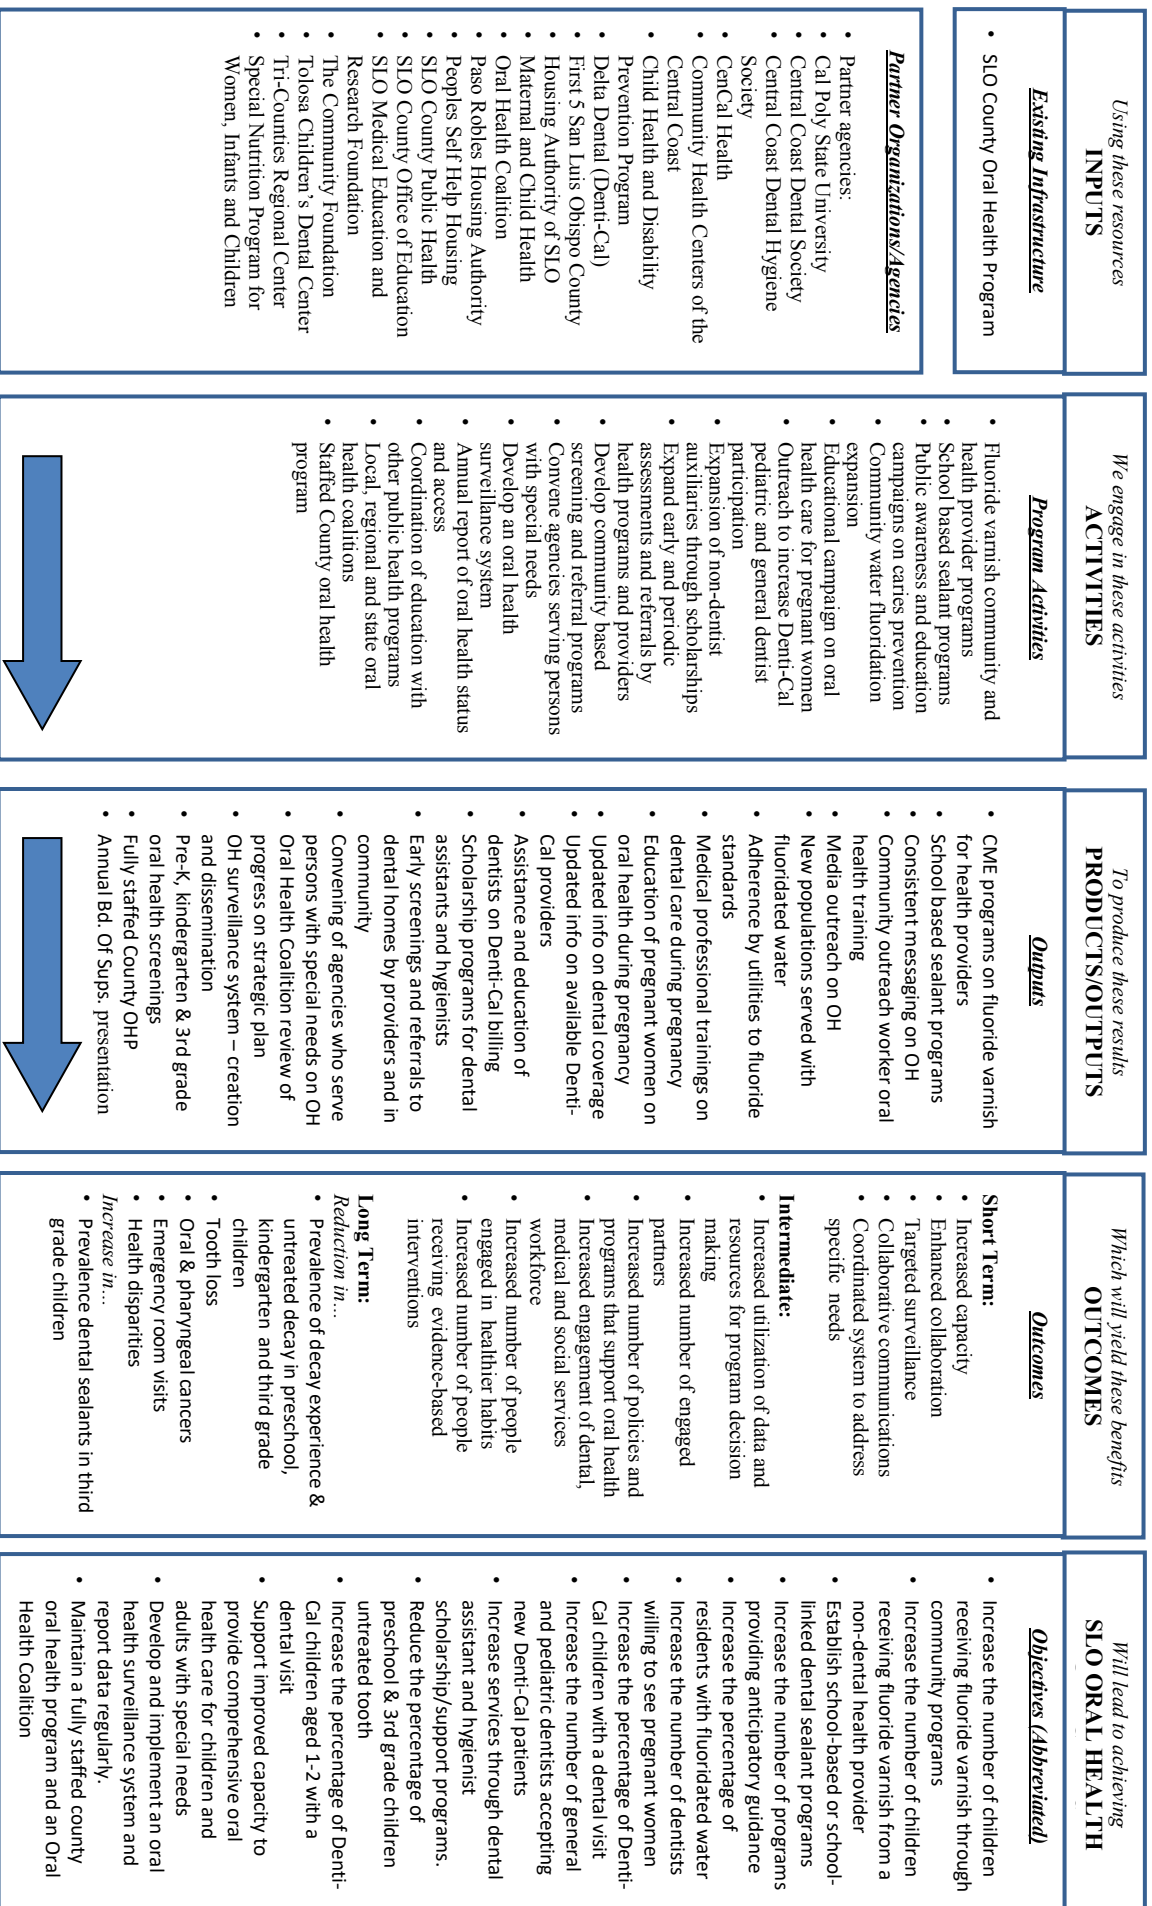 Using these resources
INPUTS
Existing Infrastructure
• SLO County Oral Health Program
Partner Organizations/Agencies
• Partner agencies:
• Cal Poly State University
• Central Coast Dental Society
• Central Coast Dental Hygiene
Society
• CenCal Health
• Community Health Centers of the
Central Coast
• Child Health and Disability
Prevention Program
• Delta Dental (Denti-Cal)
• First 5 San Luis Obispo County
• Housing Authority of SLO
• Maternal and Child Health
• Oral Health Coalition
• Paso Robles Housing Authority
• Peoples Self Help Housing
• SLO County Public Health
• SLO County Office of Education
• SLO Medical Education and
Research Foundation
• The Community Foundation
• Tolosa Children's Dental Center
• Tri-Counties Regional Center
• Special Nutrition Program for
Women, Infants and Children
We engage in these activities
ACTIVITIES
Program Activities
• Fluoride varnish community and
health provider programs
• School based sealant programs
• Public awareness and education
campaigns on caries prevention
• Community water fluoridation
expansion
• Educational campaign on oral
health care for pregnant women
• Outreach to increase Denti-Cal
pediatric and general dentist
participation
• Expansion of non-dentist
auxiliaries through scholarships
• Expand early and periodic
assessments and referrals by
health programs and providers
• Develop community based
screening and referral programs
• Convene agencies serving persons
with special needs
• Develop an oral health
surveillance system
• Annual report of oral health status
and access
• Coordination of education with
other public health programs
• Local, regional and state oral
health coalitions
• Staffed County oral health
program
To produce these results
PRODUCTS/OUTPUTS
Outputs
• CME programs on fluoride varnish
for health providers
• School based sealant programs
• Consistent messaging on OH
• Community outreach worker oral
health training
• Media outreach on OH
• New populations served with
fluoridated water
• Adherence by utilities to fluoride
standards
• Medical professional trainings on
dental care during pregnancy
• Education of pregnant women on
oral health during pregnancy
• Updated info on dental coverage
• Updated info on available Denti-
Cal providers
• Assistance and education of
dentists on Denti-Cal billing
• Scholarship programs for dental
assistants and hygienists
• Early screenings and referrals to
dental homes by providers and in
community
• Convening of agencies who serve
persons with special needs on OH
• Oral Health Coalition review of
progress on strategic plan
• OH surveillance system – creation
and dissemination
• Pre-K, kindergarten & 3rd grade
oral health screenings
• Fully staffed County OHP
• Annual Bd. Of Sups. presentation
Which will yield these benefits
OUTCOMES
Outcomes
Short Term:
• Increased capacity
• Enhanced collaboration
• Targeted surveillance
• Collaborative communications
• Coordinated system to address
specific needs
Intermediate:
• Increased utilization of data and
resources for program decision
making
• Increased number of engaged
partners
• Increased number of policies and
programs that support oral health
• Increased engagement of dental,
medical and social services
workforce
• Increased number of people
engaged in healthier habits
• Increased number of people
receiving evidence-based
interventions
Long Term:
Reduction in…
• Prevalence of decay experience &
untreated decay in preschool,
kindergarten and third grade
children
• Tooth loss
• Oral & pharyngeal cancers
• Emergency room visits
• Health disparities
Increase in…
• Prevalence dental sealants in third
grade children
Will lead to achieving
SLO ORAL HEALTH
Objectives (Abbreviated)
• Increase the number of children
receiving fluoride varnish through
community programs
• Increase the number of children
receiving fluoride varnish from a
non-dental health provider
• Establish school-based or school-
linked dental sealant programs
• Increase the number of programs
providing anticipatory guidance
• Increase the percentage of
residents with fluoridated water
• Increase the number of dentists
willing to see pregnant women
• Increase the percentage of Denti-
Cal children with a dental visit
• Increase the number of general
and pediatric dentists accepting
new Denti-Cal patients
• Increase services through dental
assistant and hygienist
scholarship/support programs.
• Reduce the percentage of
preschool & 3rd grade children
untreated tooth
• Increase the percentage of Denti-
Cal children aged 1-2 with a
dental visit
• Support improved capacity to
provide comprehensive oral
health care for children and
adults with special needs
• Develop and implement an oral
health surveillance system and
report data regularly.
• Maintain a fully staffed county
oral health program and an Oral
Health Coalition